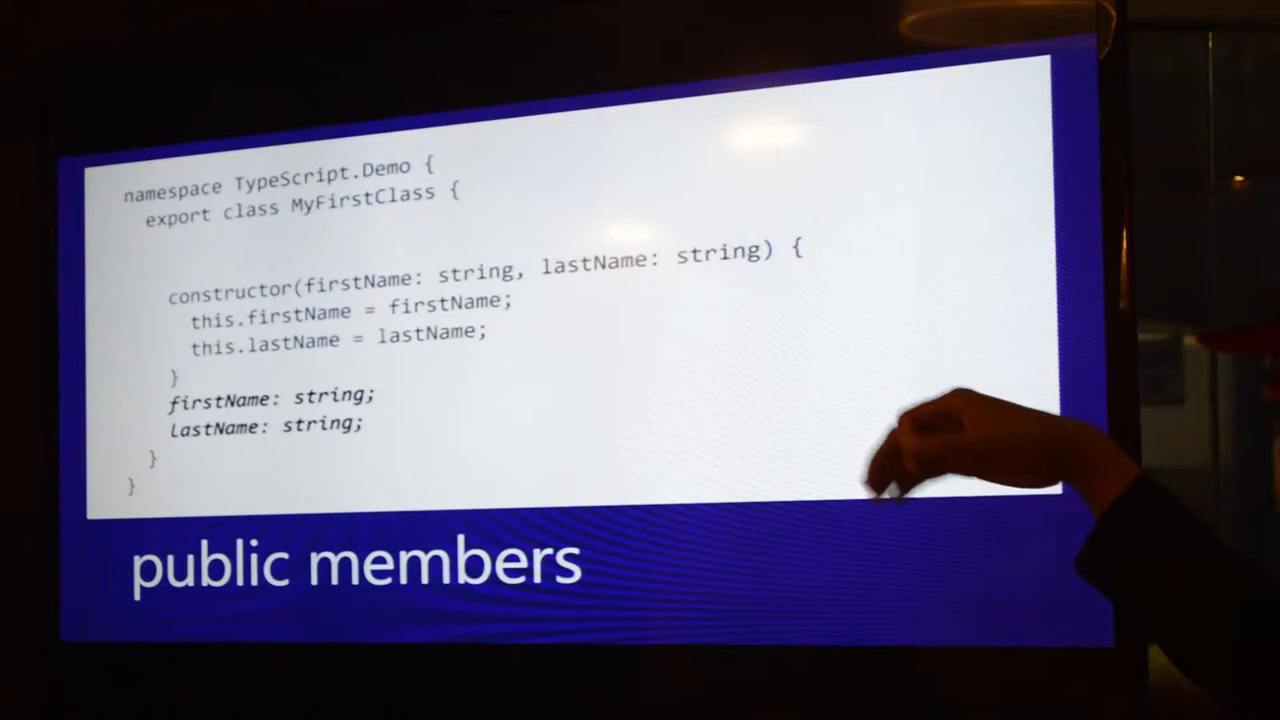 namespace TypeScript.Demo {
export class MyFirstClass {
constructor(firstName: string, lastName: string) {
this.firstName = firstName;
this.lastName = lastName;
}
firstName: string;
lastName: string;
}
}
public members